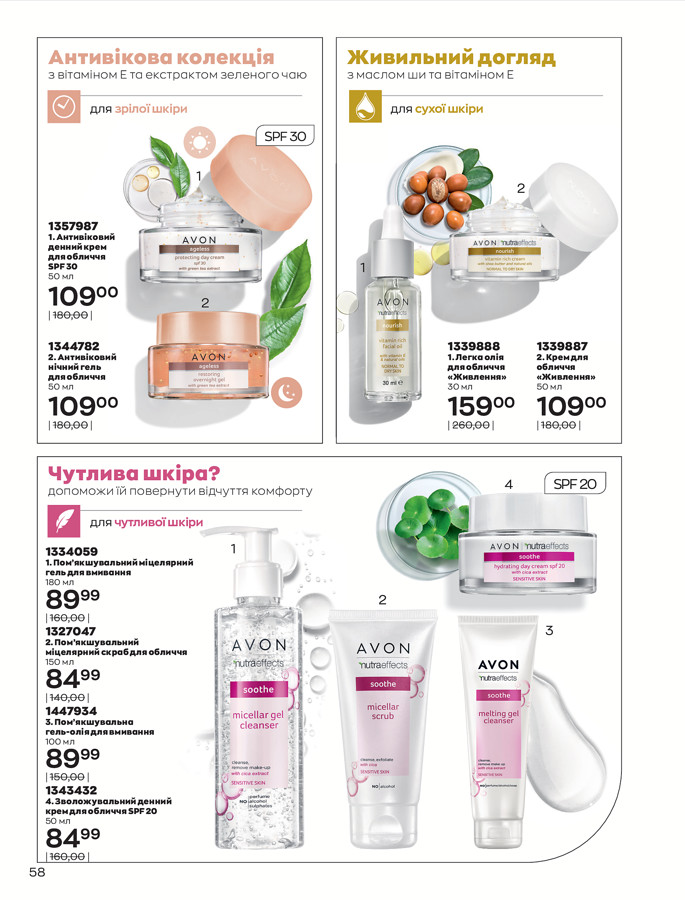 Антивікова колекція
з вітаміном Е та екстрактом зеленого чаю
для зрілої шкіри
SPF 30
1
1357987
1. Антивіковий
денний крем
для обличчя
SPF 30
50 мл
109 00
|180,00|
AVON
ageless
protecting day cream
spf 30
with green tea extract
2
1344782
2. Антивіковий
нічний гель
для обличчя
50 мл
109 00
|180,00|
AVON
ageless
restoring
overnight gel
with green tea extract
Живильний догляд
з маслом ши та вітаміном Е
для сухої шкіри
2
AVON nutraeffects
nourish
vitamin rich cream
with shea butter and natural oils
NORMAL TO DRY SKIN
1
AVON
nutraeffects
nourish
vitamin rich
facial oil
with vitamin E
& natural oils
NORMAL TO
DRY SKIN
30 ml e
1339888
1. Легка олія
для обличчя
«Живлення»
30 мл
159 00
|260,00|
1339887
2. Крем для
обличчя
«Живлення»
50 мл
109 00
|180,00|
Чутлива шкіра?
допоможи їй повернути відчуття комфорту
для чутливої шкіри
1334059
1. Пом'якшувальний міцелярний
гель для вмивання
180 мл
89 99
|160,00|
1327047
2. Пом'якшувальний
міцелярний скраб для обличчя
150 мл
84 99
|140,00|
1447934
3. Пом'якшувальна
гель-олія для вмивання
100 мл
89 99
|150,00|
1343432
4. Зволожувальний денний
крем для обличчя SPF 20
50 мл
84 99
|160,00|
1
AVON
nutraeffects
soothe
micellar gel
cleanser
cleanse,
remove make-up
with cica extract
SENSITIVE SKIN
NO perfume
alcohol
sulphates
2
AVON
nutraeffects
soothe
micellar
scrub
cleanse, exfoliate
with cica
SENSITIVE SKIN
NO alcohol
3
AVON
nutraeffects
soothe
melting gel
cleanser
cleanse,
remove make-up
with cica extract
SENSITIVE SKIN
4
SPF 20
AVON nutraeffects
soothe
hydrating day cream spf 20
with cica extract
SENSITIVE SKIN
58